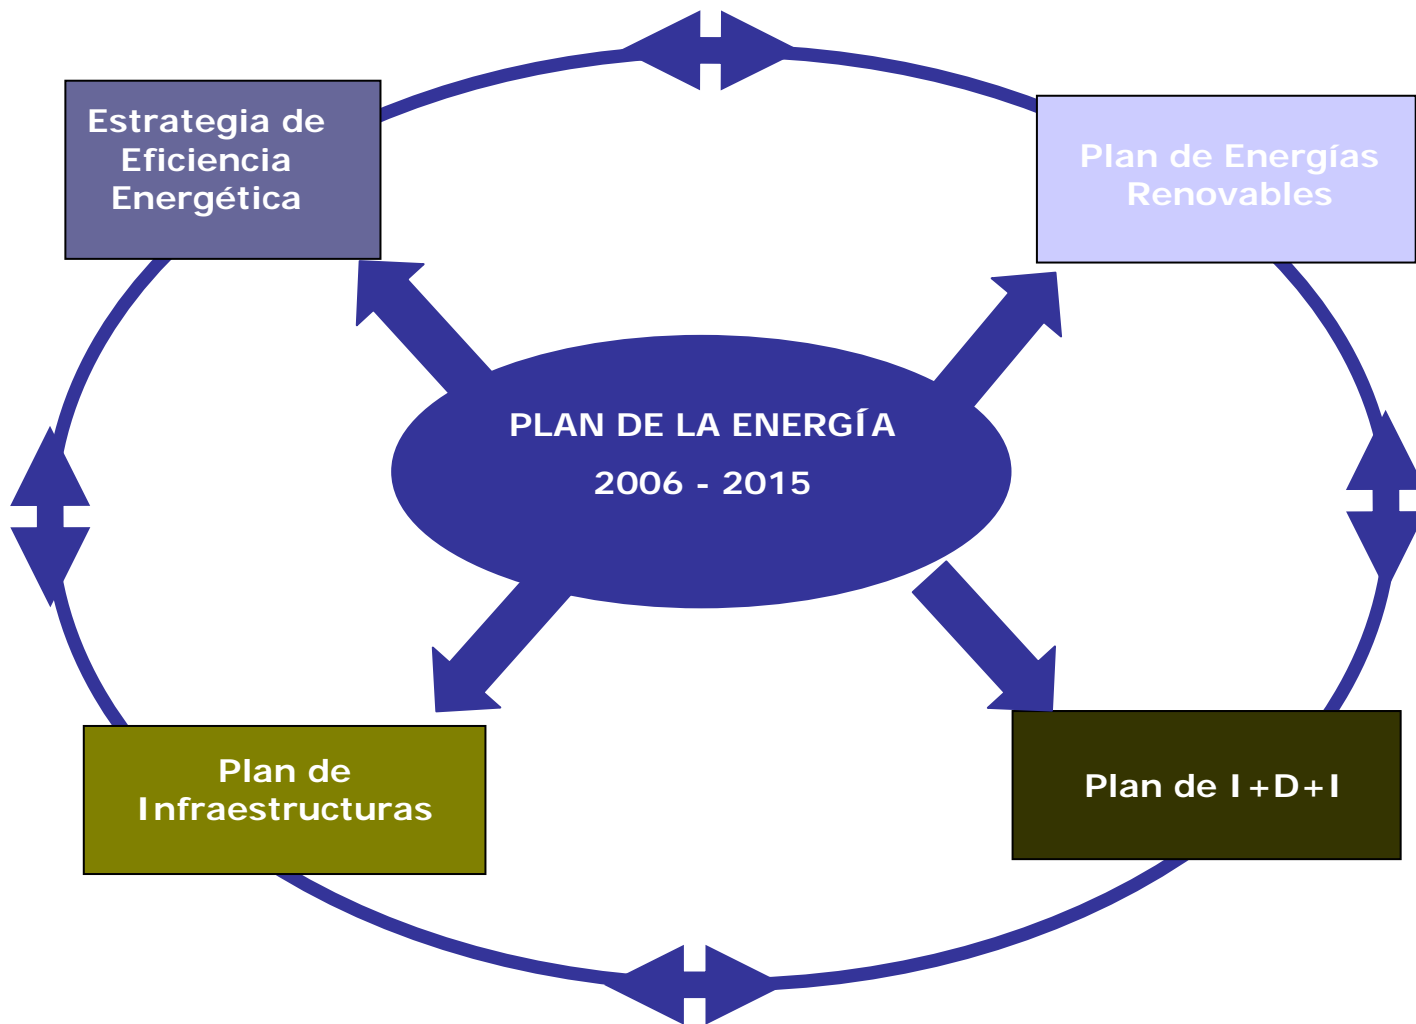 Estrategia de
Eficiencia
Energética
Plan de Energías
Renovables
PLAN DE LA ENERGÍA
2006 - 2015
Plan de
Infraestructuras
Plan de I+D+I